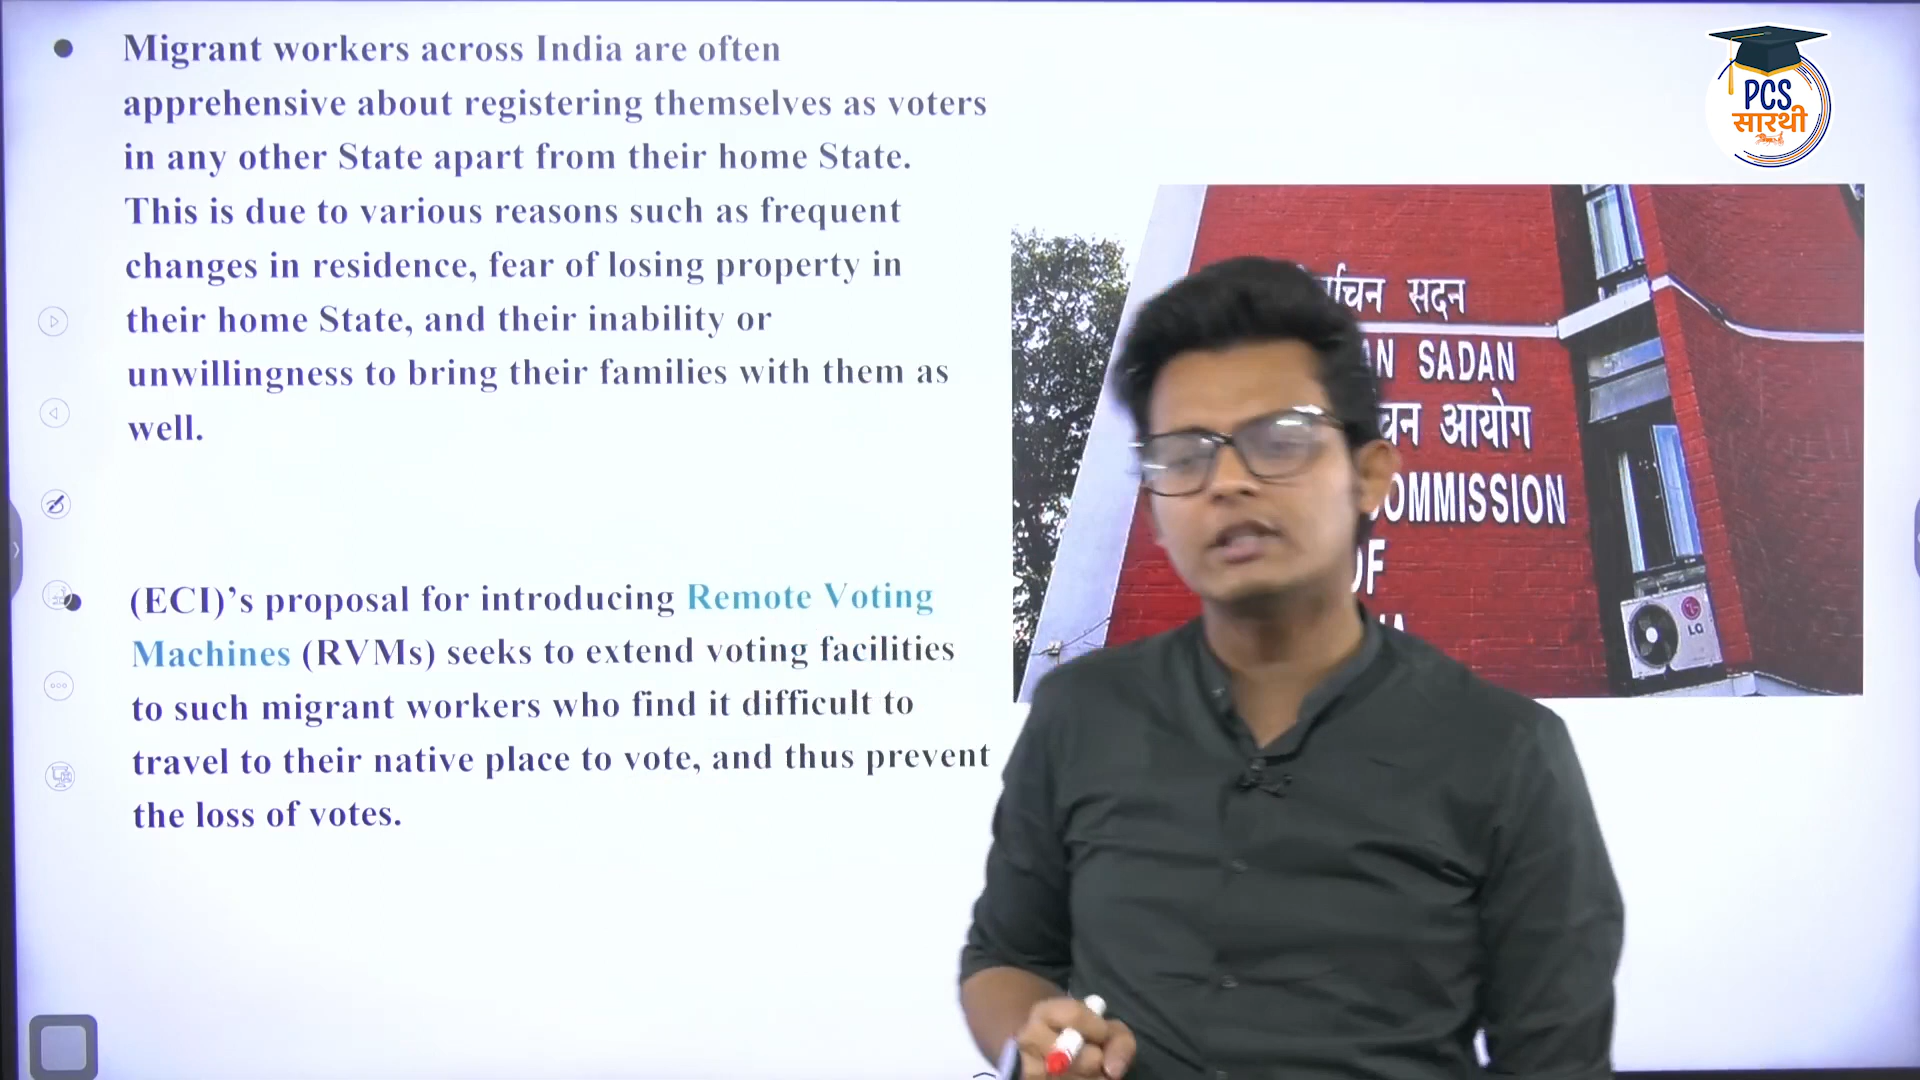 Migrant workers across India are often
apprehensive about registering themselves as voters
in any other State apart from their home State.
This is due to various reasons such as frequent
changes in residence, fear of losing property in
their home State, and their inability or
unwillingness to bring their families with them as
well.
(ECI)’s proposal for introducing Remote Voting
Machines (RVMs) seeks to extend voting facilities
to such migrant workers who find it difficult to
travel to their native place to vote, and thus prevent
the loss of votes.
PCS
सारथी
सदन
SADAN
आयोग
OMMISSION
OF
LG